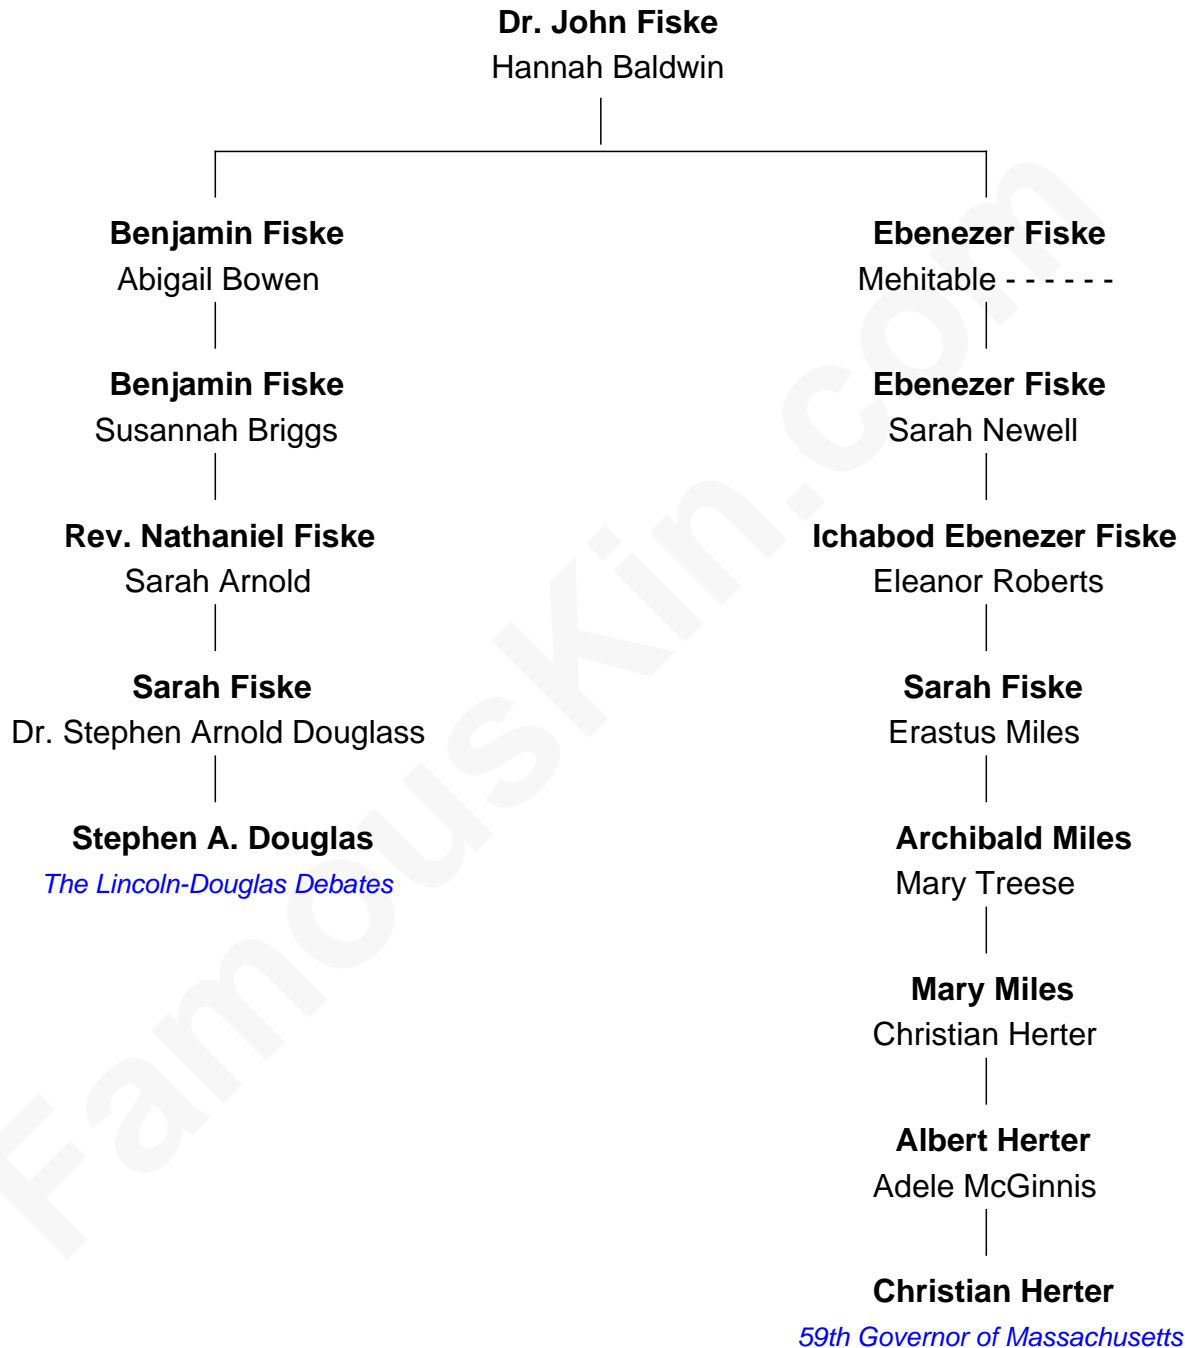 Dr. John Fiske
Hannah Baldwin
Benjamin Fiske
Abigail Bowen
Benjamin Fiske
Susannah Briggs
Rev. Nathaniel Fiske
Sarah Arnold
Sarah Fiske
Dr. Stephen Arnold Douglass
Stephen A. Douglas
The Lincoln-Douglas Debates
Ebenezer Fiske
Mehitable - - - - - -
Ebenezer Fiske
Sarah Newell
Ichabod Ebenezer Fiske
Eleanor Roberts
Sarah Fiske
Erastus Miles
Archibald Miles
Mary Treese
Mary Miles
Christian Herter
Albert Herter
Adele McGinnis
Christian Herter
59th Governor of Massachusetts
FamousKin.com